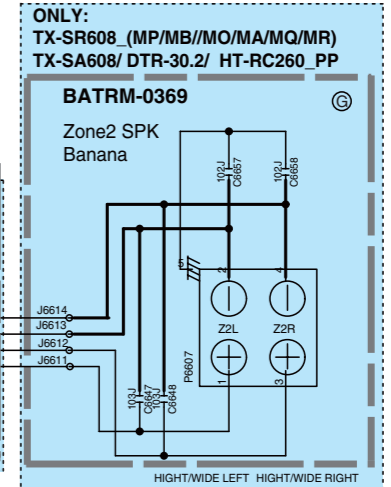 ONLY:
TX-SR608_(MP/MB//MO/MA/MQ/MR)
TX-SA608/ DTR-30.2/ HT-RC260_PP
BATRM-0369
G
Zone2 SPK
Banana
102J
C6657
102J
C6658
5
2
4
J6614
J6613
J6612
J6611
Z2L
Z2R
P6607
1
3
103J
C6647
103J
C6648
HIGHT/WIDE LEFT HIGHT/WIDE RIGHT